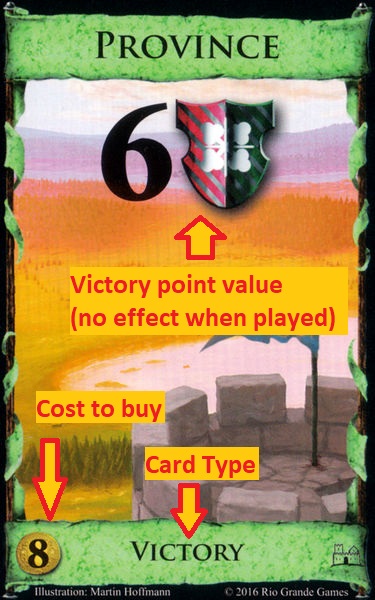 PROVINCE
6
Victory point value
(no effect when played)
Cost to buy
Card Type
8
VICTORY
Illustration: Martin Hoffmann
© 2016 Rio Grande Games